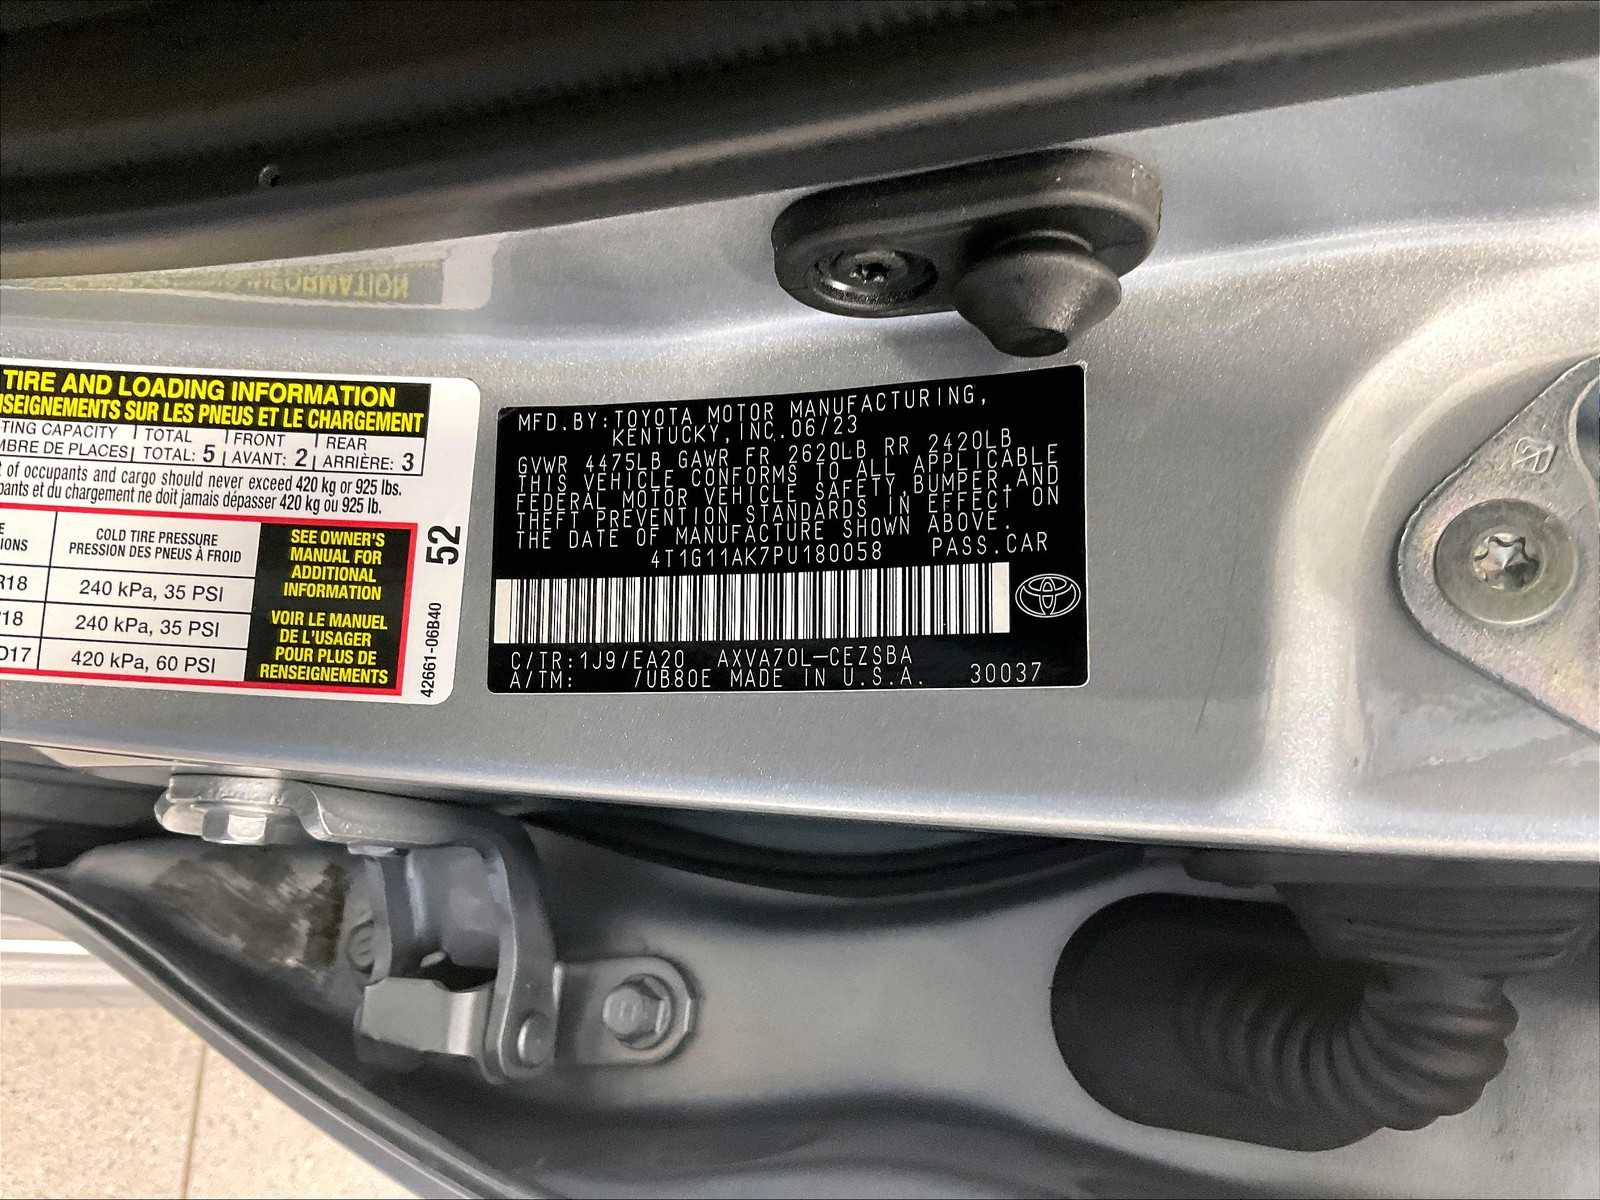 TIRE AND LOADING INFORMATION
SEIGNEMENTS SUR LES PNEUS ET LE CHARGEMENT
TING CAPACITY TOTAL FRONT REAR
MBRE DE PLACES TOTAL: 5 AVANT: 2 ARRIÈRE: 3
of occupants and cargo should never exceed 420 kg or 925 lbs.
pants et du chargement ne doit jamais dépasser 420 kg ou 925 lb.
COLD TIRE PRESSURE
IONS PRESSION DES PNEUS À FROID
R18 240 kPa, 35 PSI
18 240 kPa, 35 PSI
D17 420 kPa, 60 PSI
SEE OWNER'S
MANUAL FOR
ADDITIONAL
INFORMATION
VOIR LE MANUEL
DE L'USAGER
POUR PLUS DE
RENSEIGNEMENTS
52
42661-06B40
MFD.BY:TOYOTA MOTOR MANUFACTURING,
KENTUCKY,INC.06/23
GVWR 4475LB GAWR FR 2620LB RR 2420LB
THIS VEHICLE CONFORMS TO ALL APPLICABLE
FEDERAL MOTOR VEHICLE SAFETY,BUMPER,AND
THEFT PREVENTION STANDARDS IN EFFECT ON
THE DATE OF MANUFACTURE SHOWN ABOVE.
4T1G11AK7PU180058 PASS.CAR
C/TR:1J9/EA20 AXVA70L-CEZSBA
A/TM: /UB80E MADE IN U.S.A. 30037